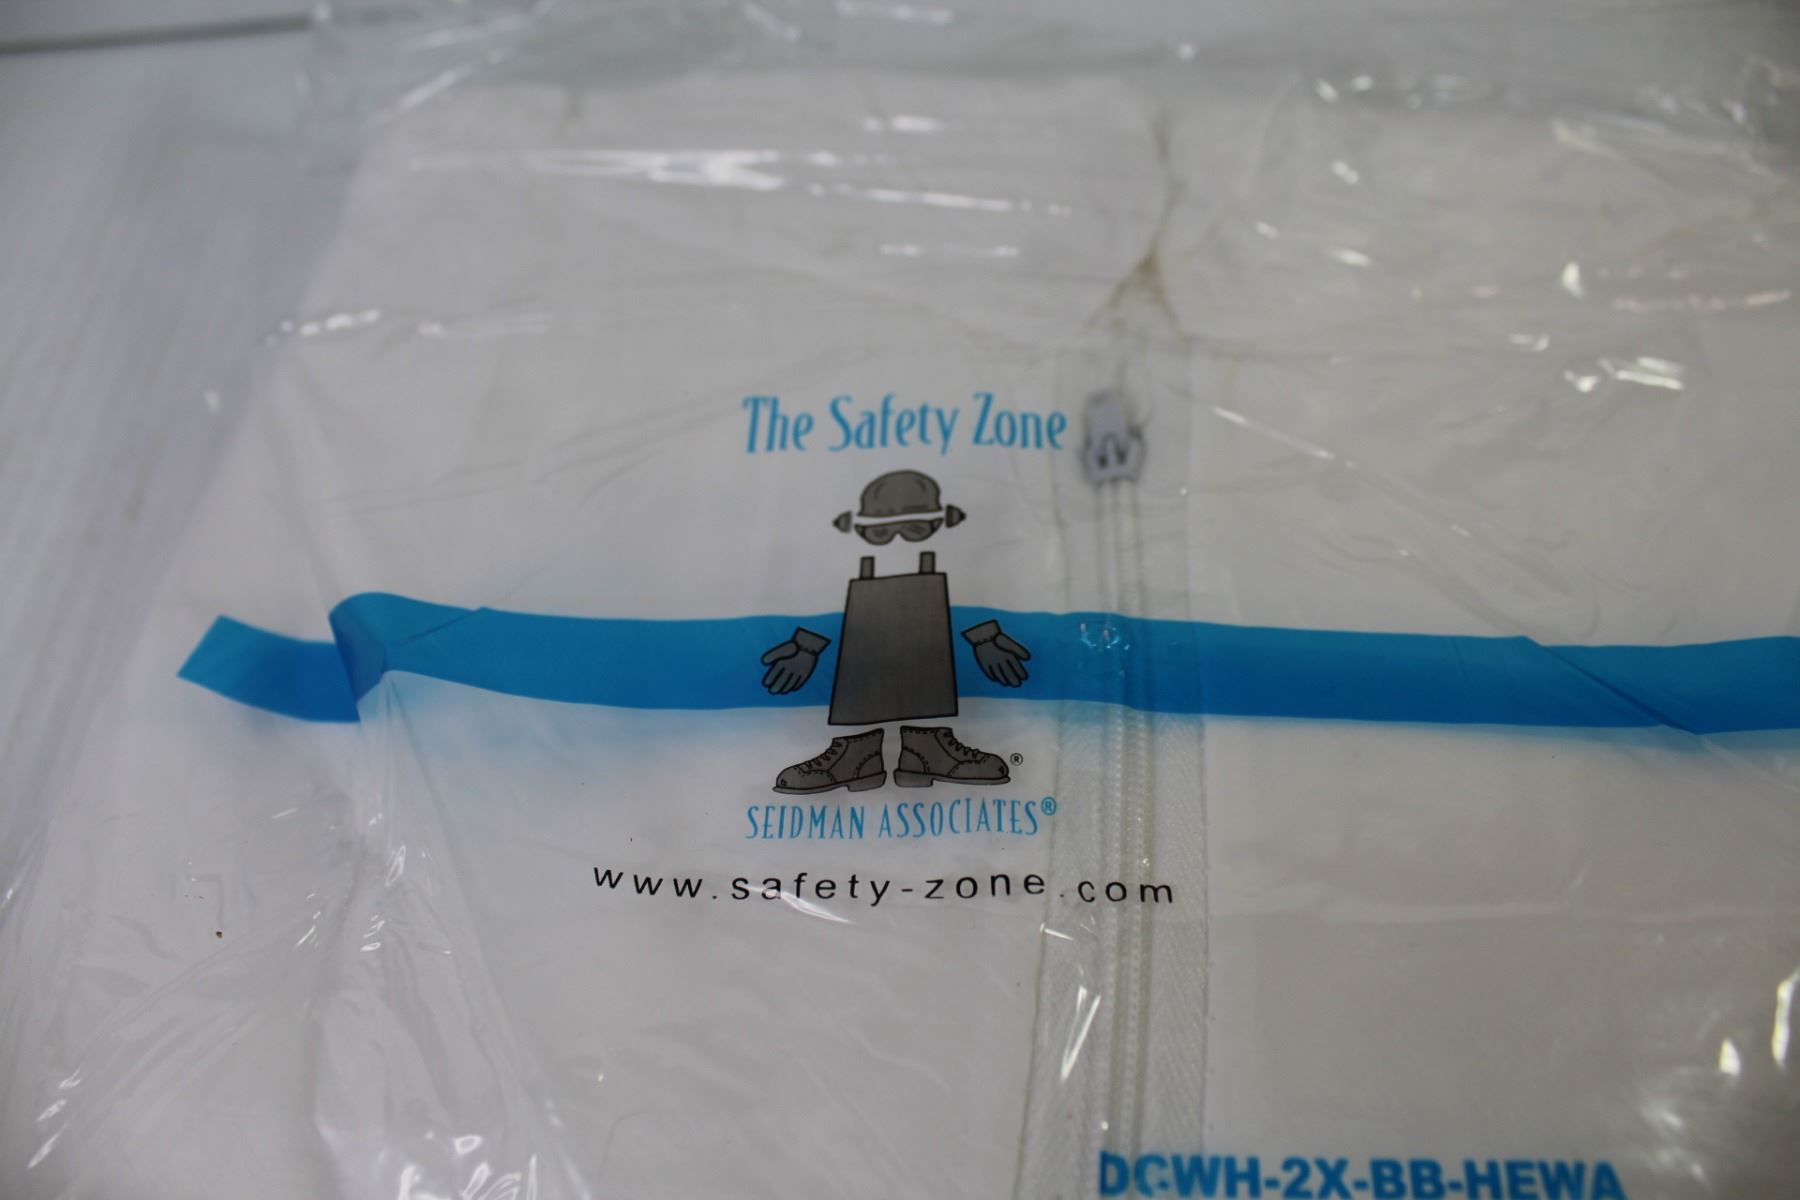 The Safety Zone
®
SEIDMAN ASSOCIATES®
www.safety-zone.com
DCWH-2X-BB-HEWA